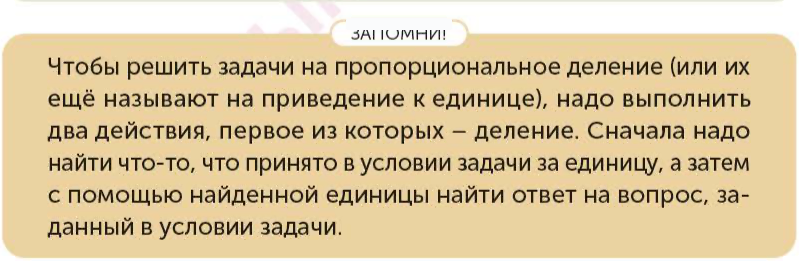 ЗАПОМНИ!
Чтобы решить задачи на пропорциональное деление (или их
ещё называют на приведение к единице), надо выполнить
два действия, первое из которых – деление. Сначала надо
найти что-то, что принято в условии задачи за единицу, а затем
с помощью найденной единицы найти ответ на вопрос, за-
данный в условии задачи.